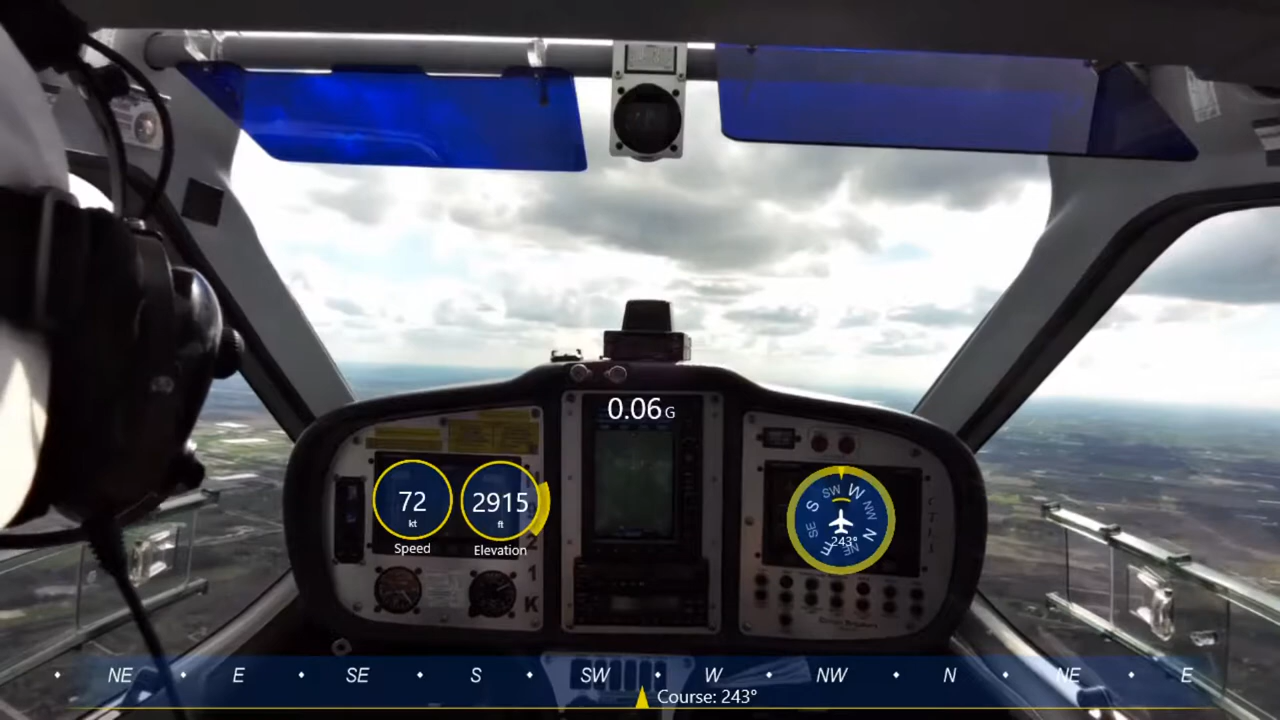 0.06 G
72
kt
Speed
2915
ft
Elevation
S SW W NW N NE E SE
243°
1
K
NE E SE S SW W NW N NE E
Course: 243°